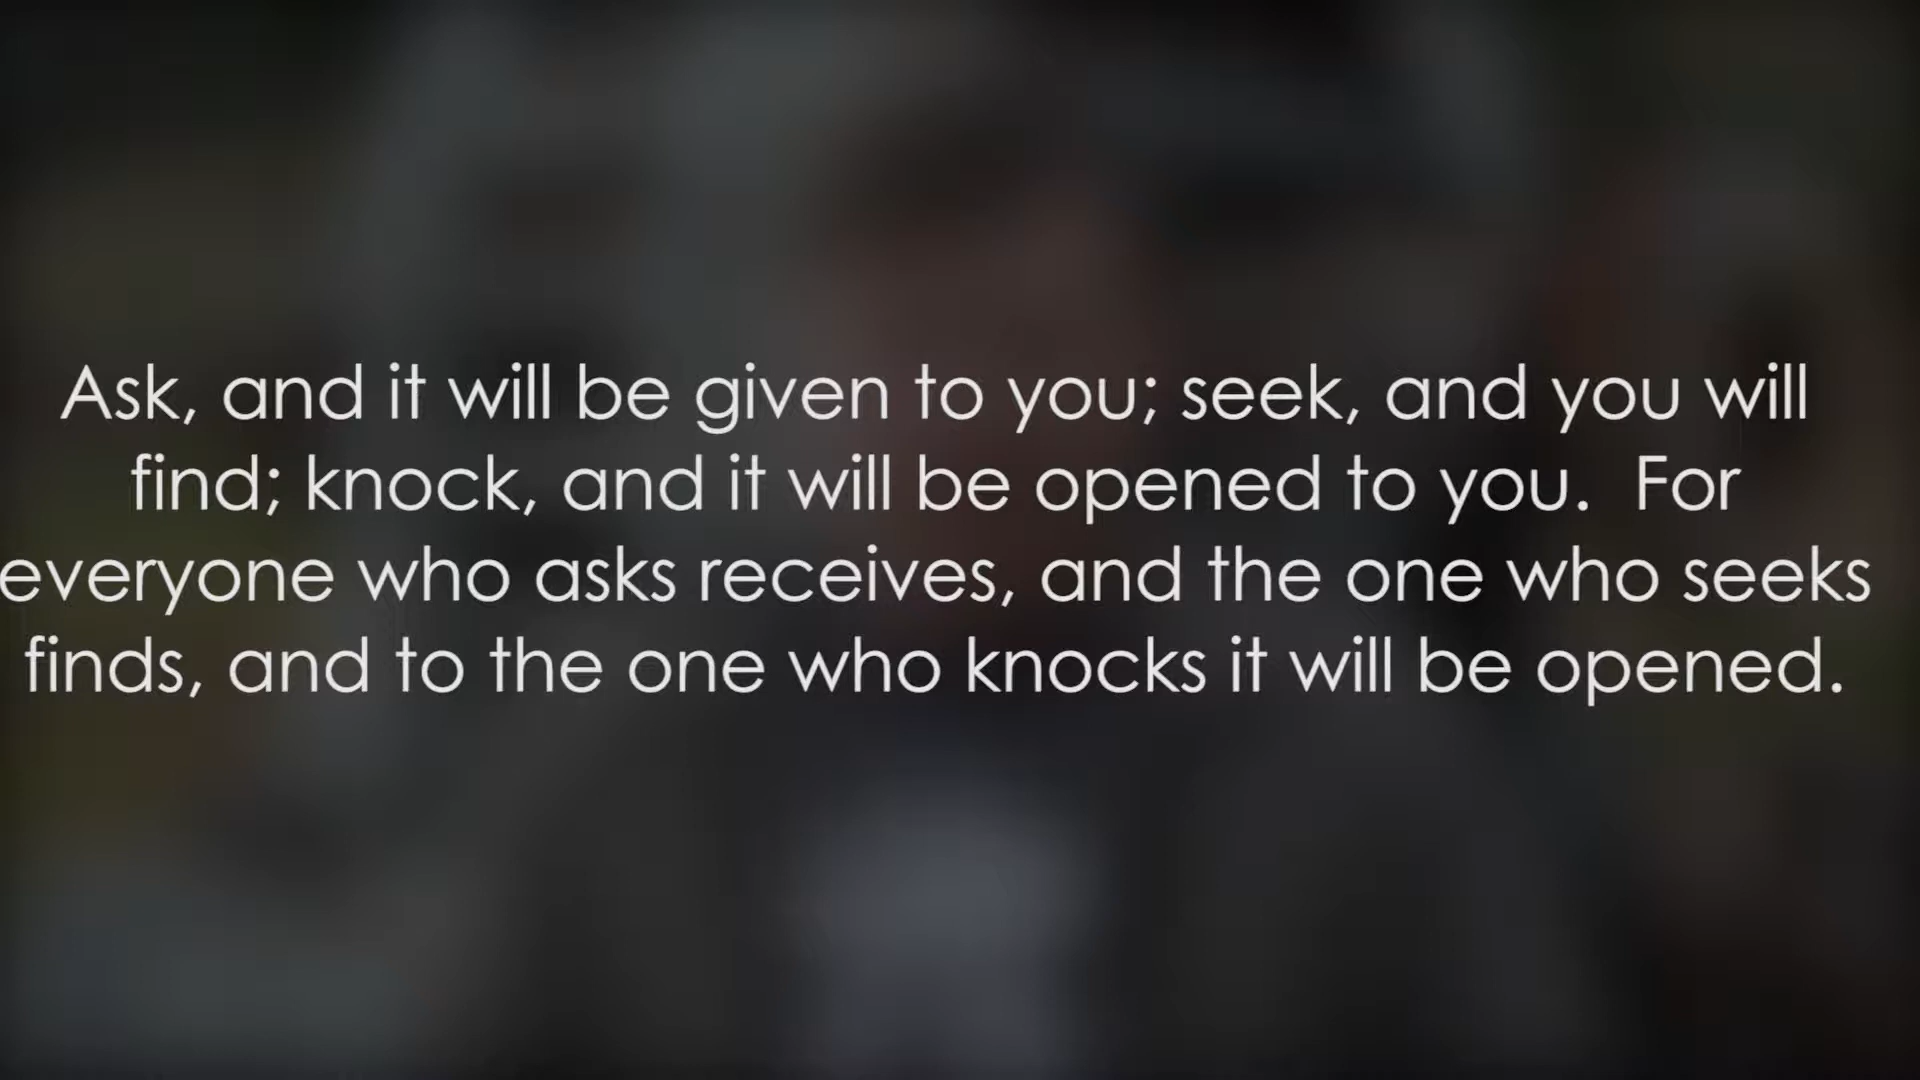 Ask, and it will be given to you; seek, and you will
find; knock, and it will be opened to you.  For
everyone who asks receives, and the one who seeks
finds, and to the one who knocks it will be opened.